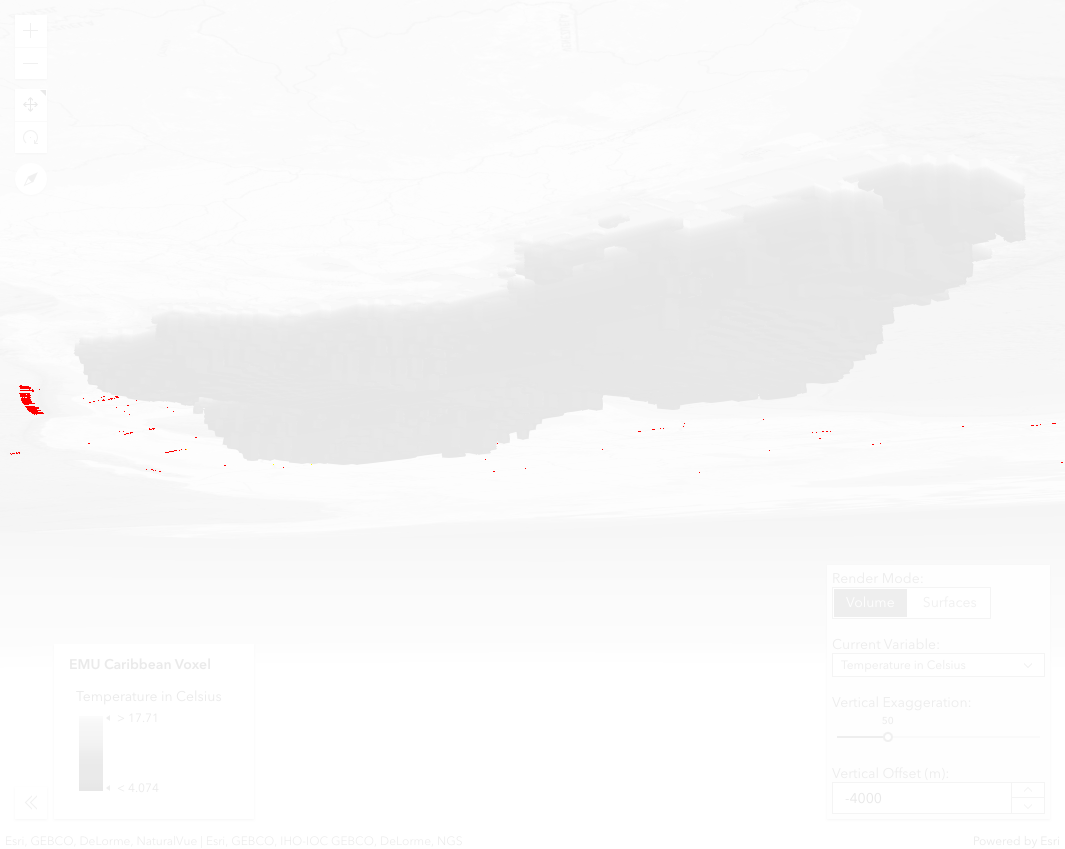 Render Mode:
Volume
Surfaces
EMU Caribbean Voxel
Current Variable:
Temperature in Celsius
Temperature in Celsius
> 17.71
Vertical Exaggeration:
50
< 4.074
Vertical Offset (m):
-4000
Esri, GEBCO, DeLorme, NaturalVue | Esri, GEBCO, IHO-IOC GEBCO, DeLorme, NGS
Powered by Esri